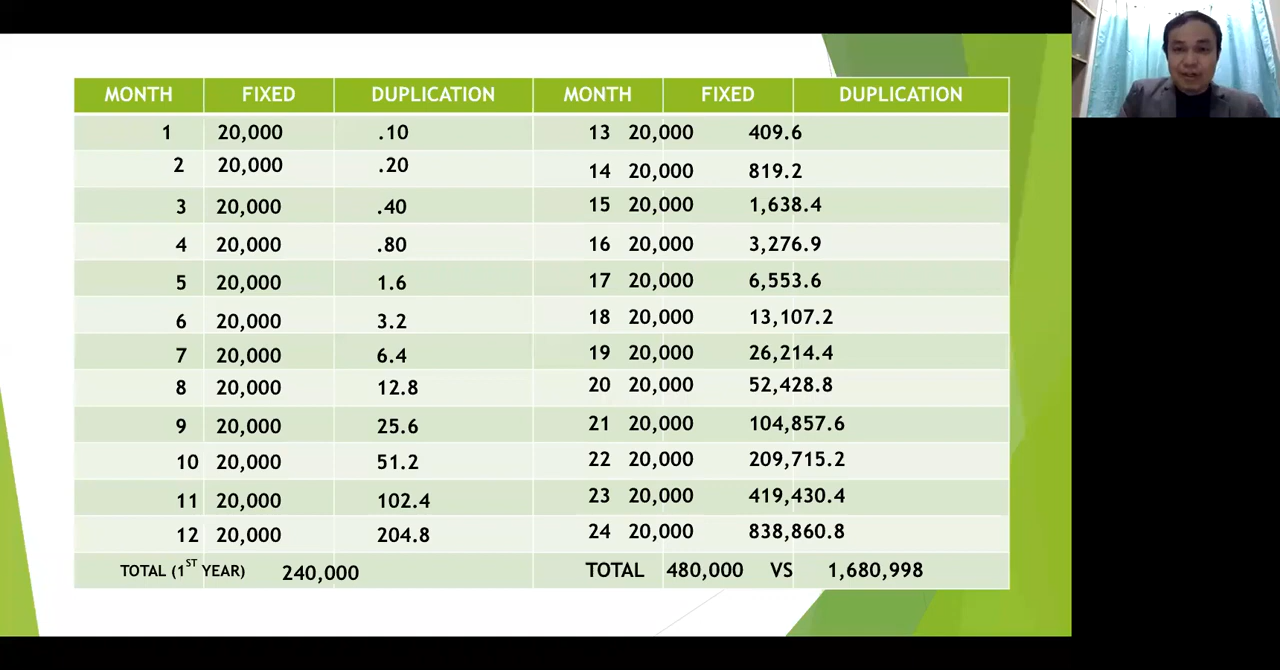 MONTH FIXED DUPLICATION MONTH FIXED DUPLICATION
1 20,000 .10 13 20,000 409.6
2 20,000 .20 14 20,000 819.2
3 20,000 .40 15 20,000 1,638.4
4 20,000 .80 16 20,000 3,276.9
5 20,000 1.6 17 20,000 6,553.6
6 20,000 3.2 18 20,000 13,107.2
7 20,000 6.4 19 20,000 26,214.4
8 20,000 12.8 20 20,000 52,428.8
9 20,000 25.6 21 20,000 104,857.6
10 20,000 51.2 22 20,000 209,715.2
11 20,000 102.4 23 20,000 419,430.4
12 20,000 204.8 24 20,000 838,860.8
TOTAL (1ST YEAR) 240,000 TOTAL 480,000 VS 1,680,998